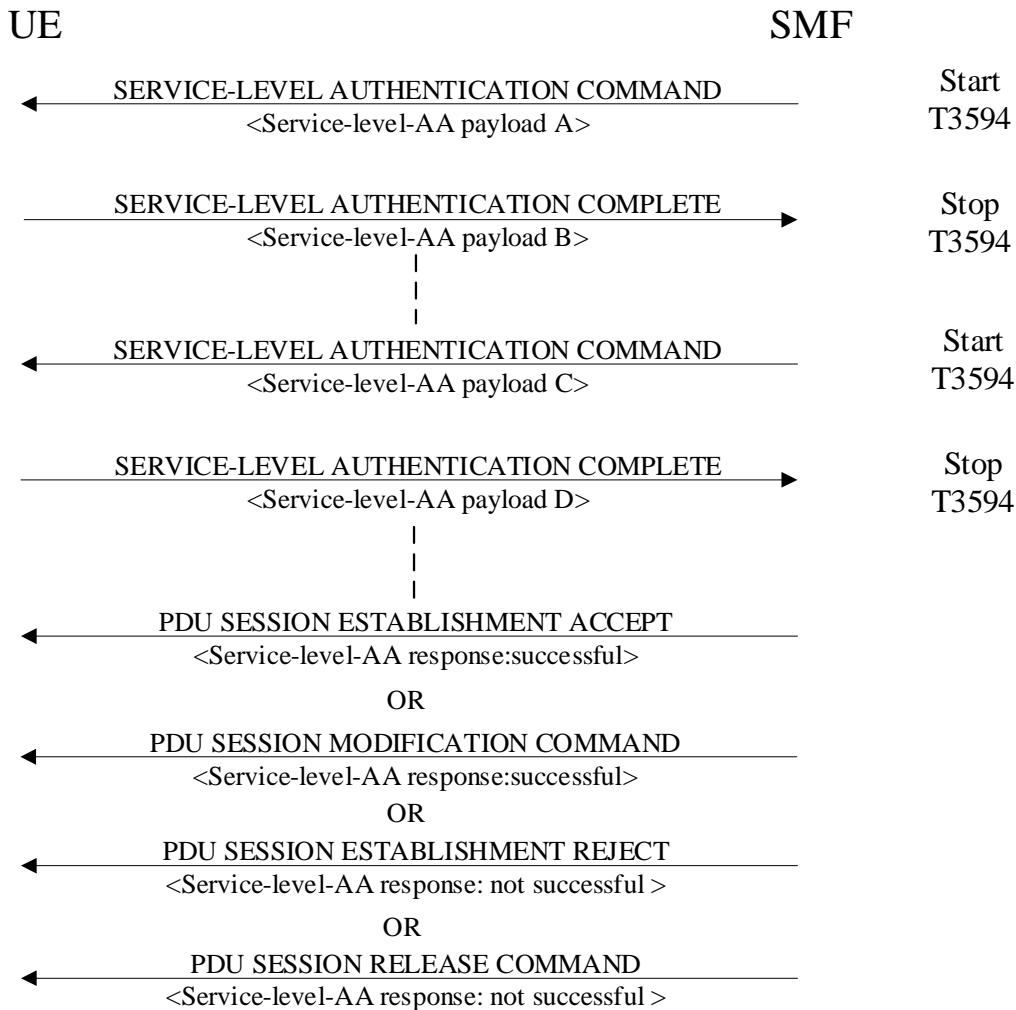 UE
SMF
SERVICE-LEVEL AUTHENTICATION COMMAND
<Service-level-AA payload A>
Start
T3594
SERVICE-LEVEL AUTHENTICATION COMPLETE
<Service-level-AA payload B>
Stop
T3594
SERVICE-LEVEL AUTHENTICATION COMMAND
<Service-level-AA payload C>
Start
T3594
SERVICE-LEVEL AUTHENTICATION COMPLETE
<Service-level-AA payload D>
Stop
T3594
PDU SESSION ESTABLISHMENT ACCEPT
<Service-level-AA response:successful>
OR
PDU SESSION MODIFICATION COMMAND
<Service-level-AA response:successful>
OR
PDU SESSION ESTABLISHMENT REJECT
<Service-level-AA response: not successful >
OR
PDU SESSION RELEASE COMMAND
<Service-level-AA response: not successful >